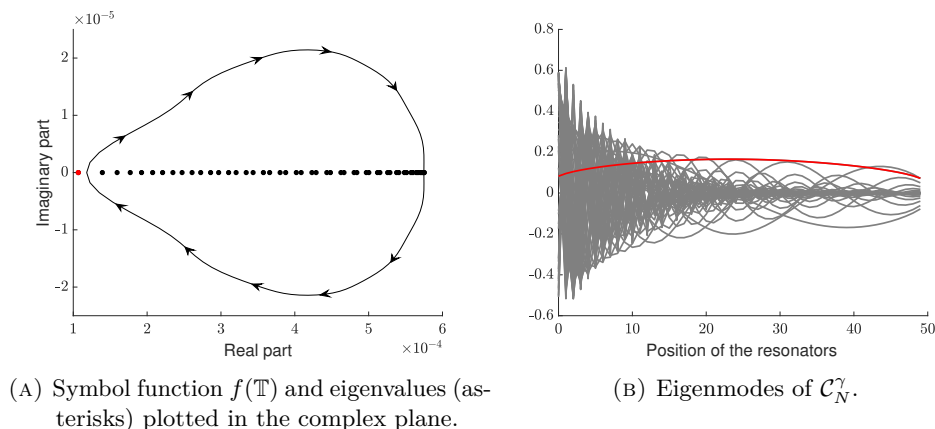 ×10⁻⁵
2
1
0
-1
-2
Imaginary part
1 2 3 4 5 6
Real part
×10⁻⁴
0.8
0.6
0.4
0.2
0
-0.2
-0.4
-0.6
0 10 20 30 40 50
Position of the resonators
(A) Symbol function f(𝕋) and eigenvalues (as-
terisks) plotted in the complex plane.
(B) Eigenmodes of 𝒞_N^γ.